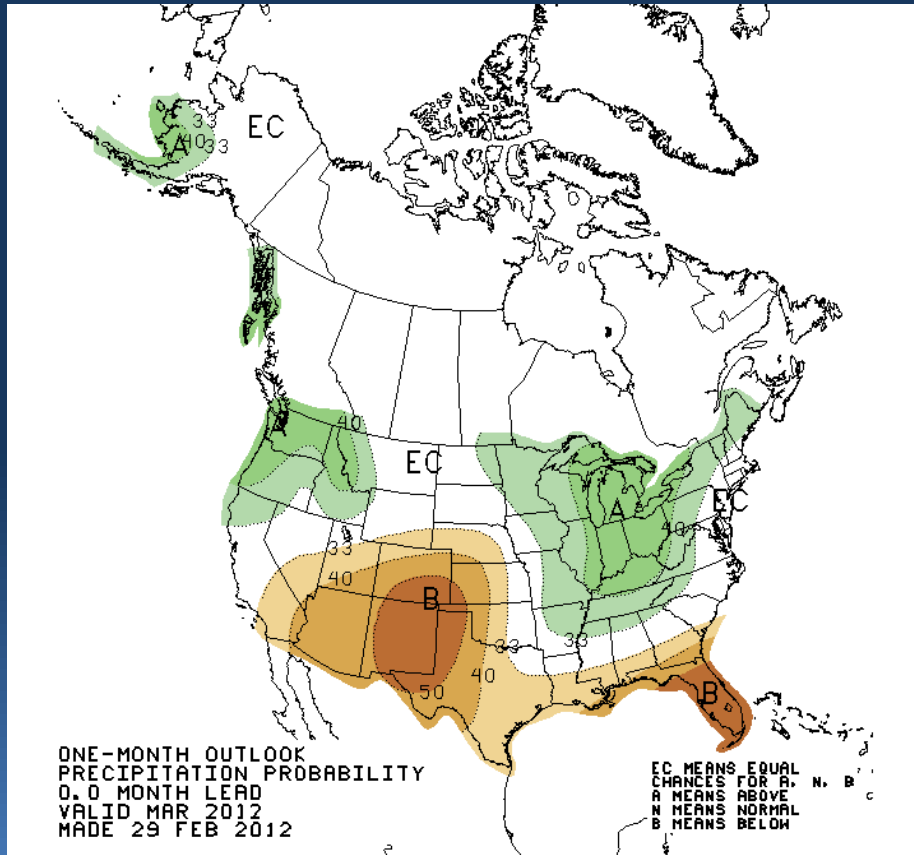 33
EC
A 40 33
A
40
EC
A
EC
40
33
40
B
33
33
40
50
B
ONE-MONTH OUTLOOK
PRECIPITATION PROBABILITY
0.0 MONTH LEAD
VALID MAR 2012
MADE 29 FEB 2012
EC MEANS EQUAL
CHANCES FOR A, N, B
A MEANS ABOVE
N MEANS NORMAL
B MEANS BELOW